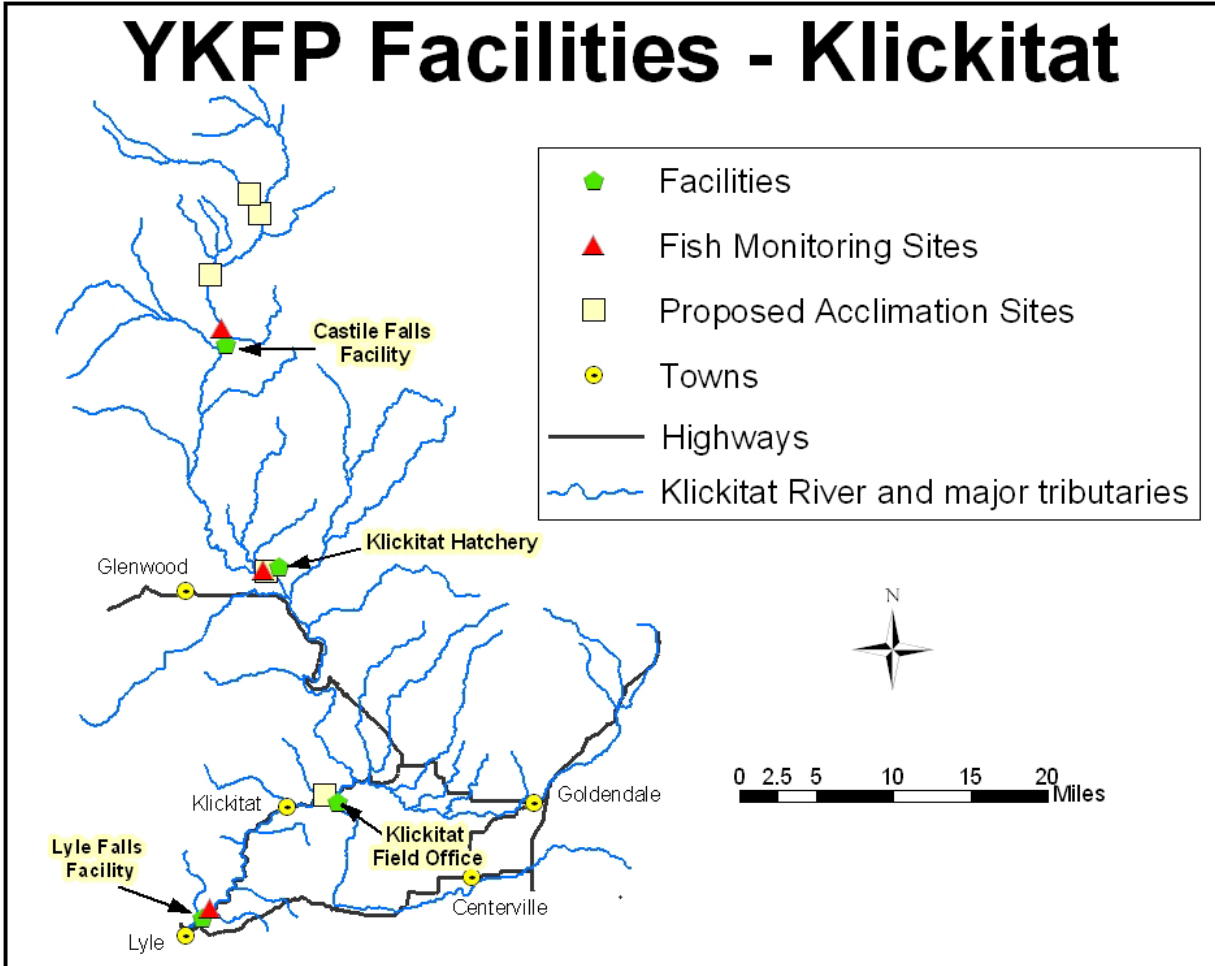 YKFP Facilities - Klickitat
Facilities
Fish Monitoring Sites
Proposed Acclimation Sites
Towns
Highways
Klickitat River and major tributaries
Castile Falls
Facility
Klickitat Hatchery
Glenwood
N
0 2.5 5 10 15 20
Miles
Klickitat
Goldendale
Klickitat
Field Office
Lyle Falls
Facility
Centerville
Lyle